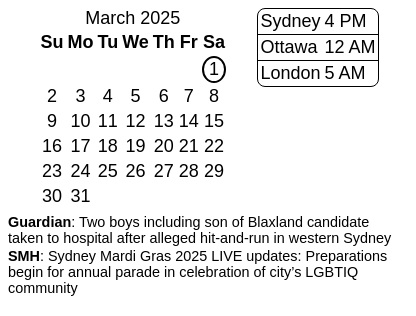 March 2025
Su Mo Tu We Th Fr Sa
1
2 3 4 5 6 7 8
9 10 11 12 13 14 15
16 17 18 19 20 21 22
23 24 25 26 27 28 29
30 31
Sydney 4 PM
Ottawa 12 AM
London 5 AM
Guardian: Two boys including son of Blaxland candidate
taken to hospital after alleged hit-and-run in western Sydney
SMH: Sydney Mardi Gras 2025 LIVE updates: Preparations
begin for annual parade in celebration of city’s LGBTIQ
community